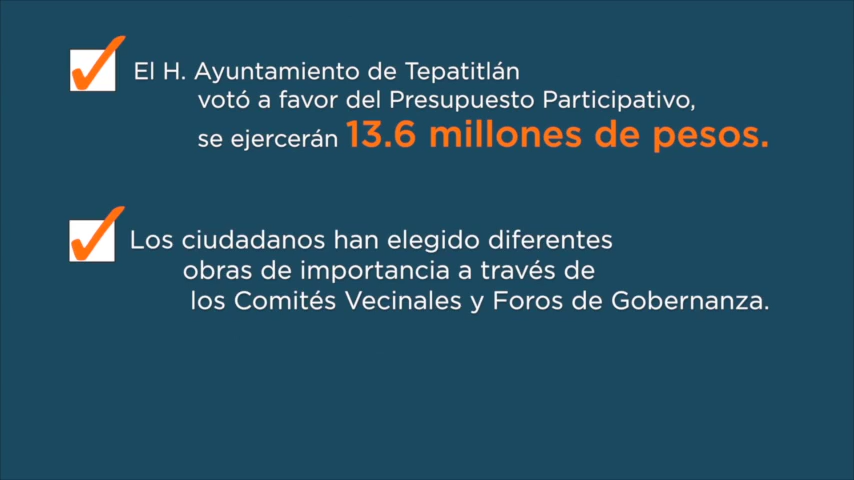 El H. Ayuntamiento de Tepatitlán
votó a favor del Presupuesto Participativo,
se ejercerán 13.6 millones de pesos.
Los ciudadanos han elegido diferentes
obras de importancia a través de
los Comités Vecinales y Foros de Gobernanza.